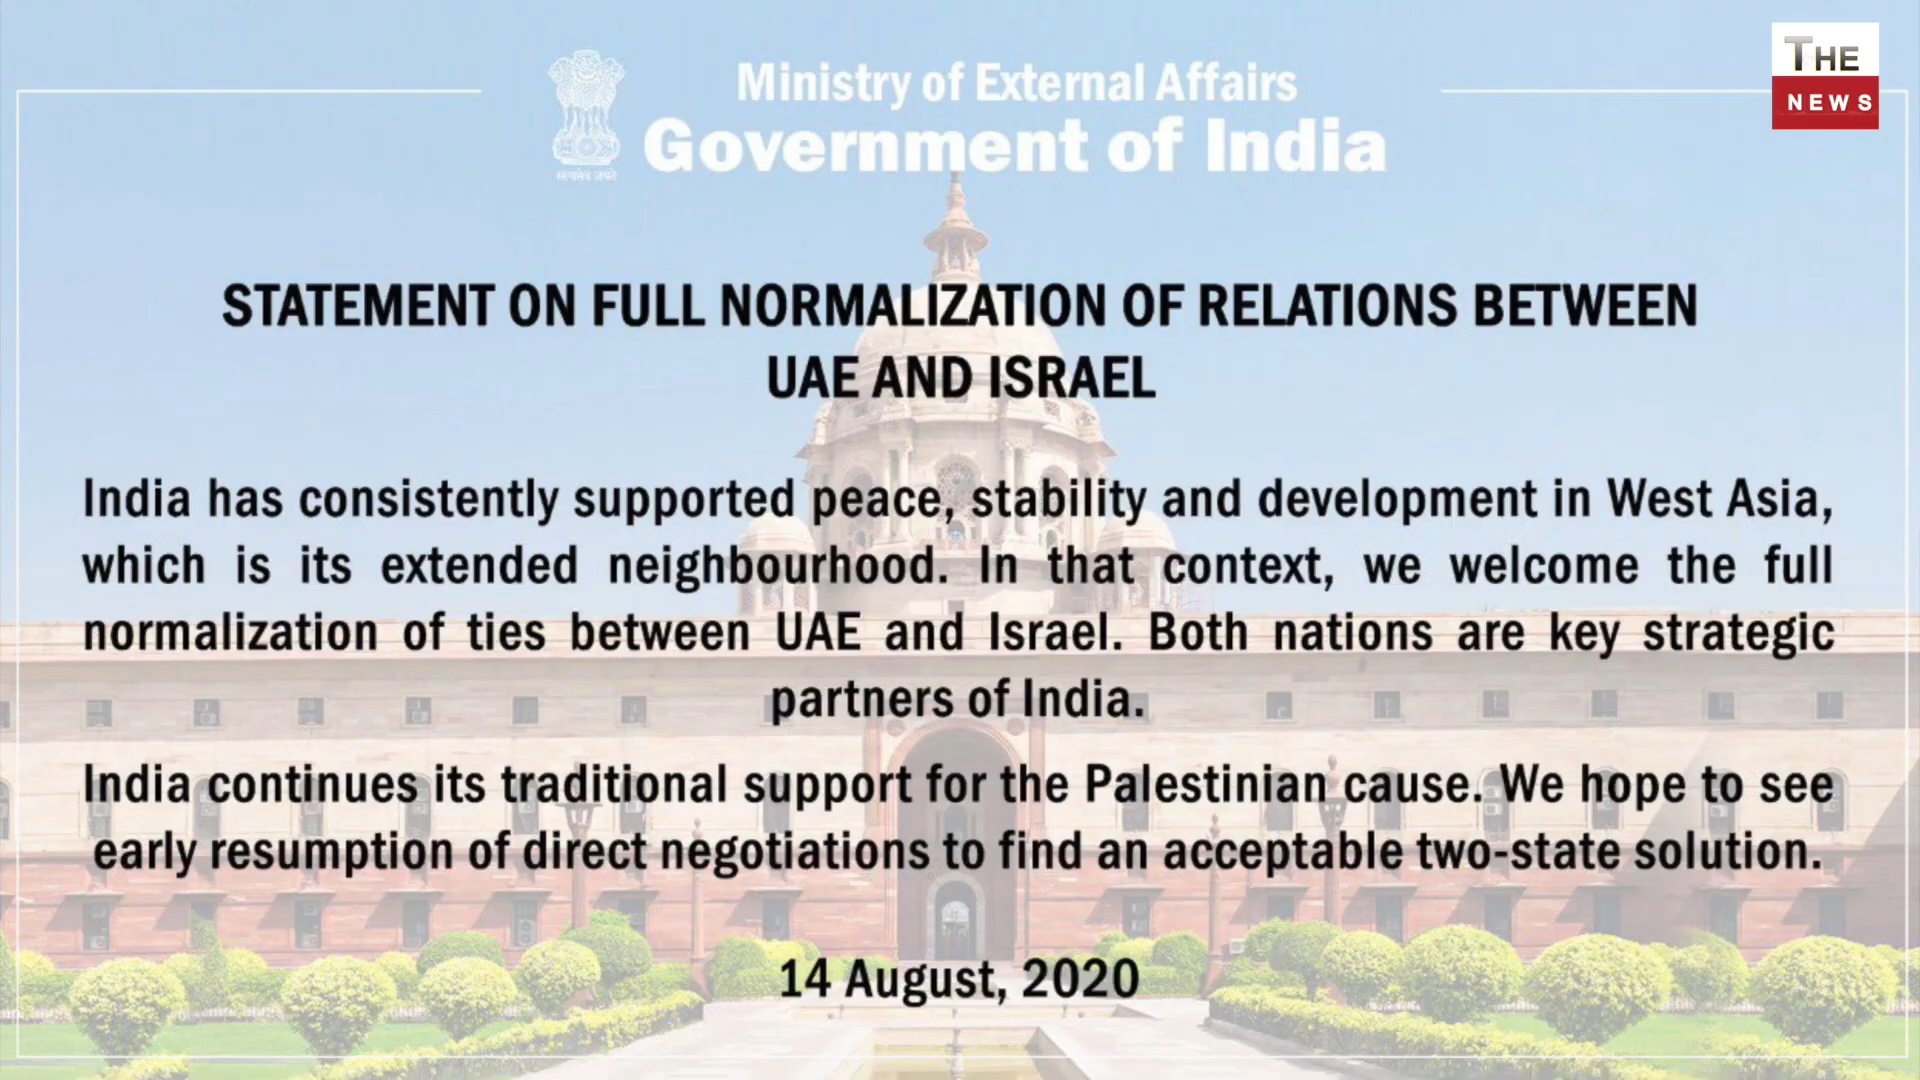 THE
NEWS
Ministry of External Affairs
Government of India
सत्यमेव जयते
STATEMENT ON FULL NORMALIZATION OF RELATIONS BETWEEN
UAE AND ISRAEL
India has consistently supported peace, stability and development in West Asia,
which is its extended neighbourhood. In that context, we welcome the full
normalization of ties between UAE and Israel. Both nations are key strategic
partners of India.
India continues its traditional support for the Palestinian cause. We hope to see
early resumption of direct negotiations to find an acceptable two-state solution.
14 August, 2020